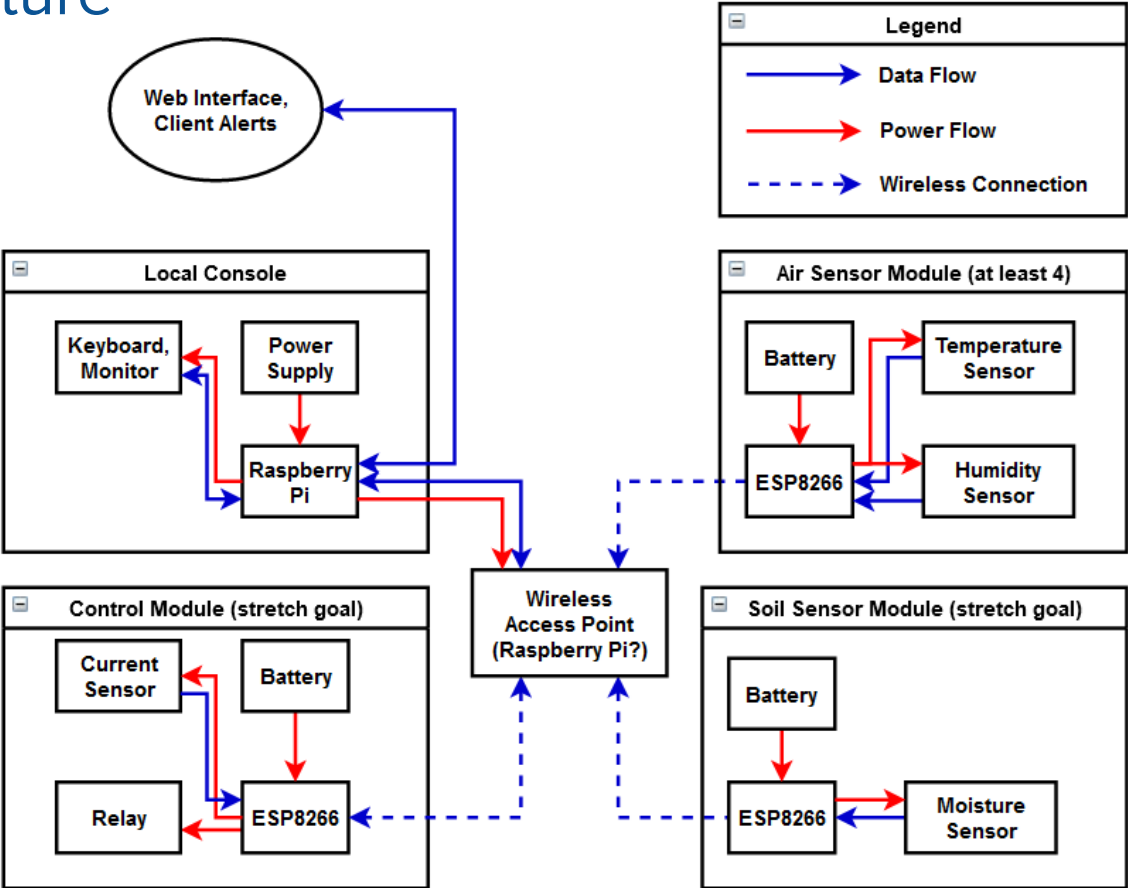 Legend
Data Flow
Power Flow
Wireless Connection
Web Interface,
Client Alerts
Local Console
Keyboard,
Monitor
Power
Supply
Raspberry
Pi
Air Sensor Module (at least 4)
Battery
Temperature
Sensor
ESP8266
Humidity
Sensor
Wireless
Access Point
(Raspberry Pi?)
Control Module (stretch goal)
Current
Sensor
Battery
Relay
ESP8266
Soil Sensor Module (stretch goal)
Battery
ESP8266
Moisture
Sensor